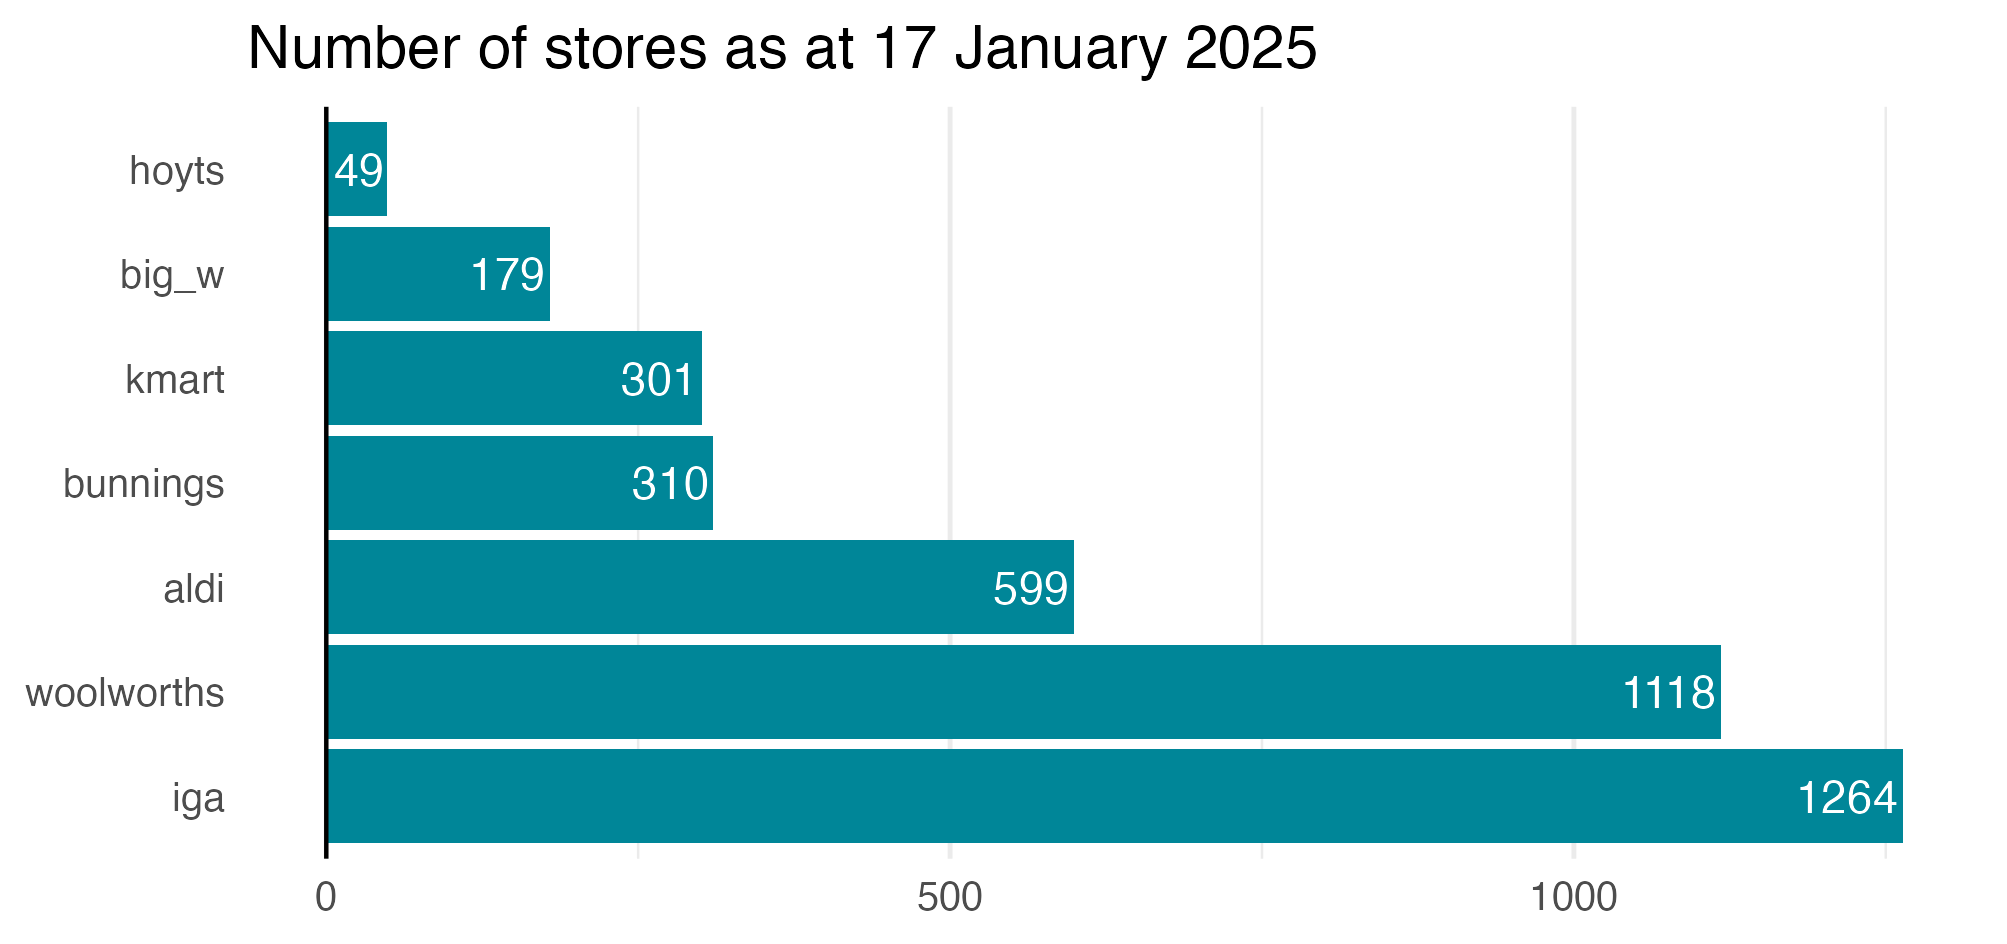 Number of stores as at 17 January 2025
hoyts 49
big_w 179
kmart 301
bunnings 310
aldi 599
woolworths 1118
iga 1264
0 500 1000